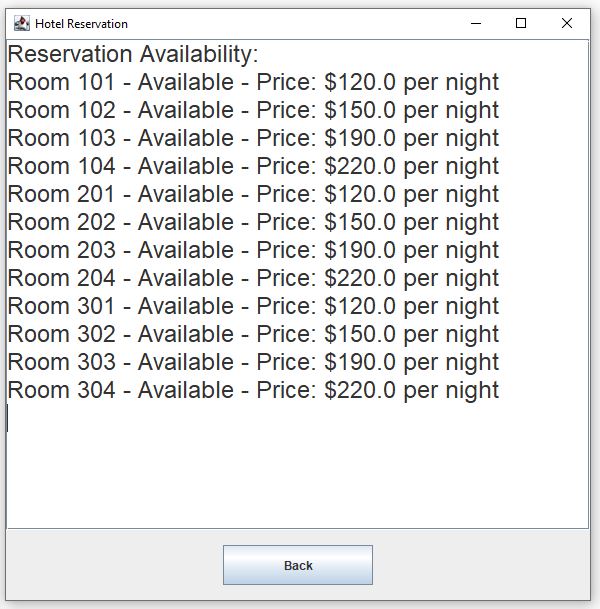 Hotel Reservation
Reservation Availability:
Room 101 - Available - Price: $120.0 per night
Room 102 - Available - Price: $150.0 per night
Room 103 - Available - Price: $190.0 per night
Room 104 - Available - Price: $220.0 per night
Room 201 - Available - Price: $120.0 per night
Room 202 - Available - Price: $150.0 per night
Room 203 - Available - Price: $190.0 per night
Room 204 - Available - Price: $220.0 per night
Room 301 - Available - Price: $120.0 per night
Room 302 - Available - Price: $150.0 per night
Room 303 - Available - Price: $190.0 per night
Room 304 - Available - Price: $220.0 per night
Back